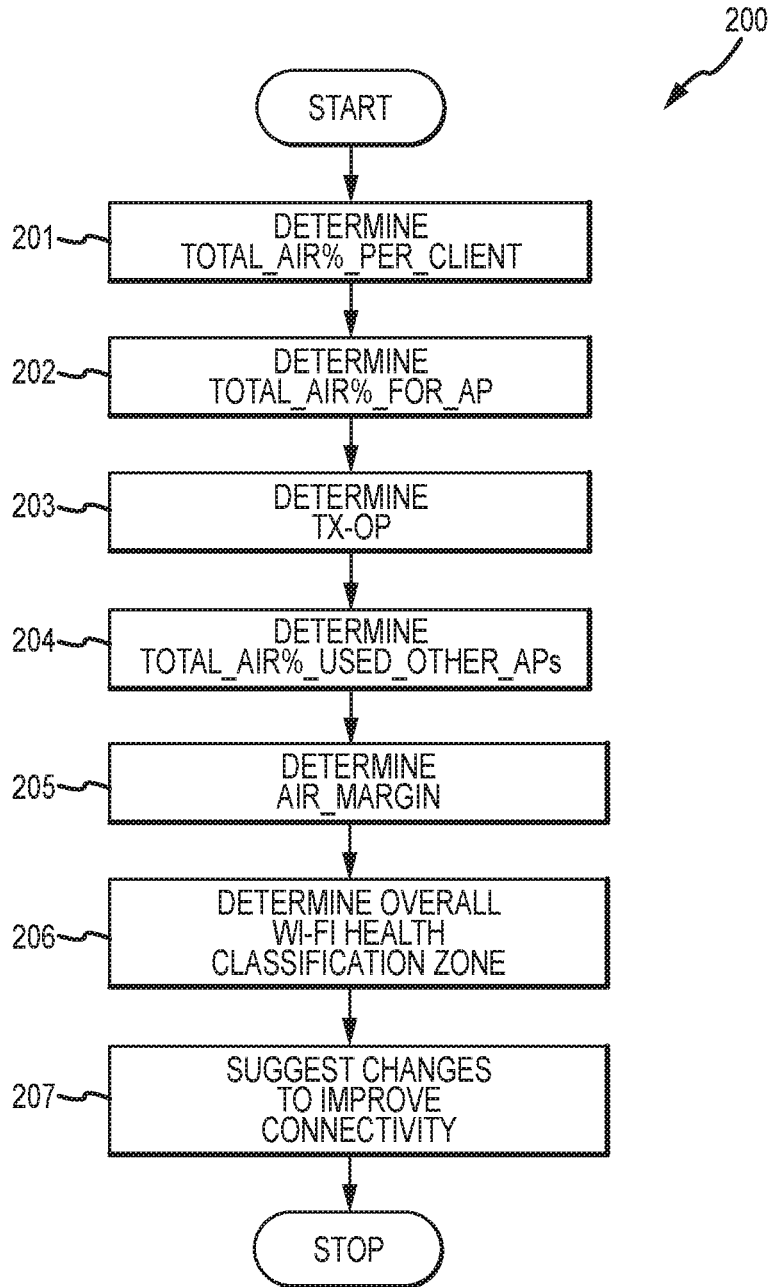 200
START
201
DETERMINE
TOTAL_AIR%_PER_CLIENT
202
DETERMINE
TOTAL_AIR%_FOR_AP
203
DETERMINE
TX-OP
204
DETERMINE
TOTAL_AIR%_USED_OTHER_APs
205
DETERMINE
AIR_MARGIN
206
DETERMINE OVERALL
WI-FI HEALTH
CLASSIFICATION ZONE
207
SUGGEST CHANGES
TO IMPROVE
CONNECTIVITY
STOP